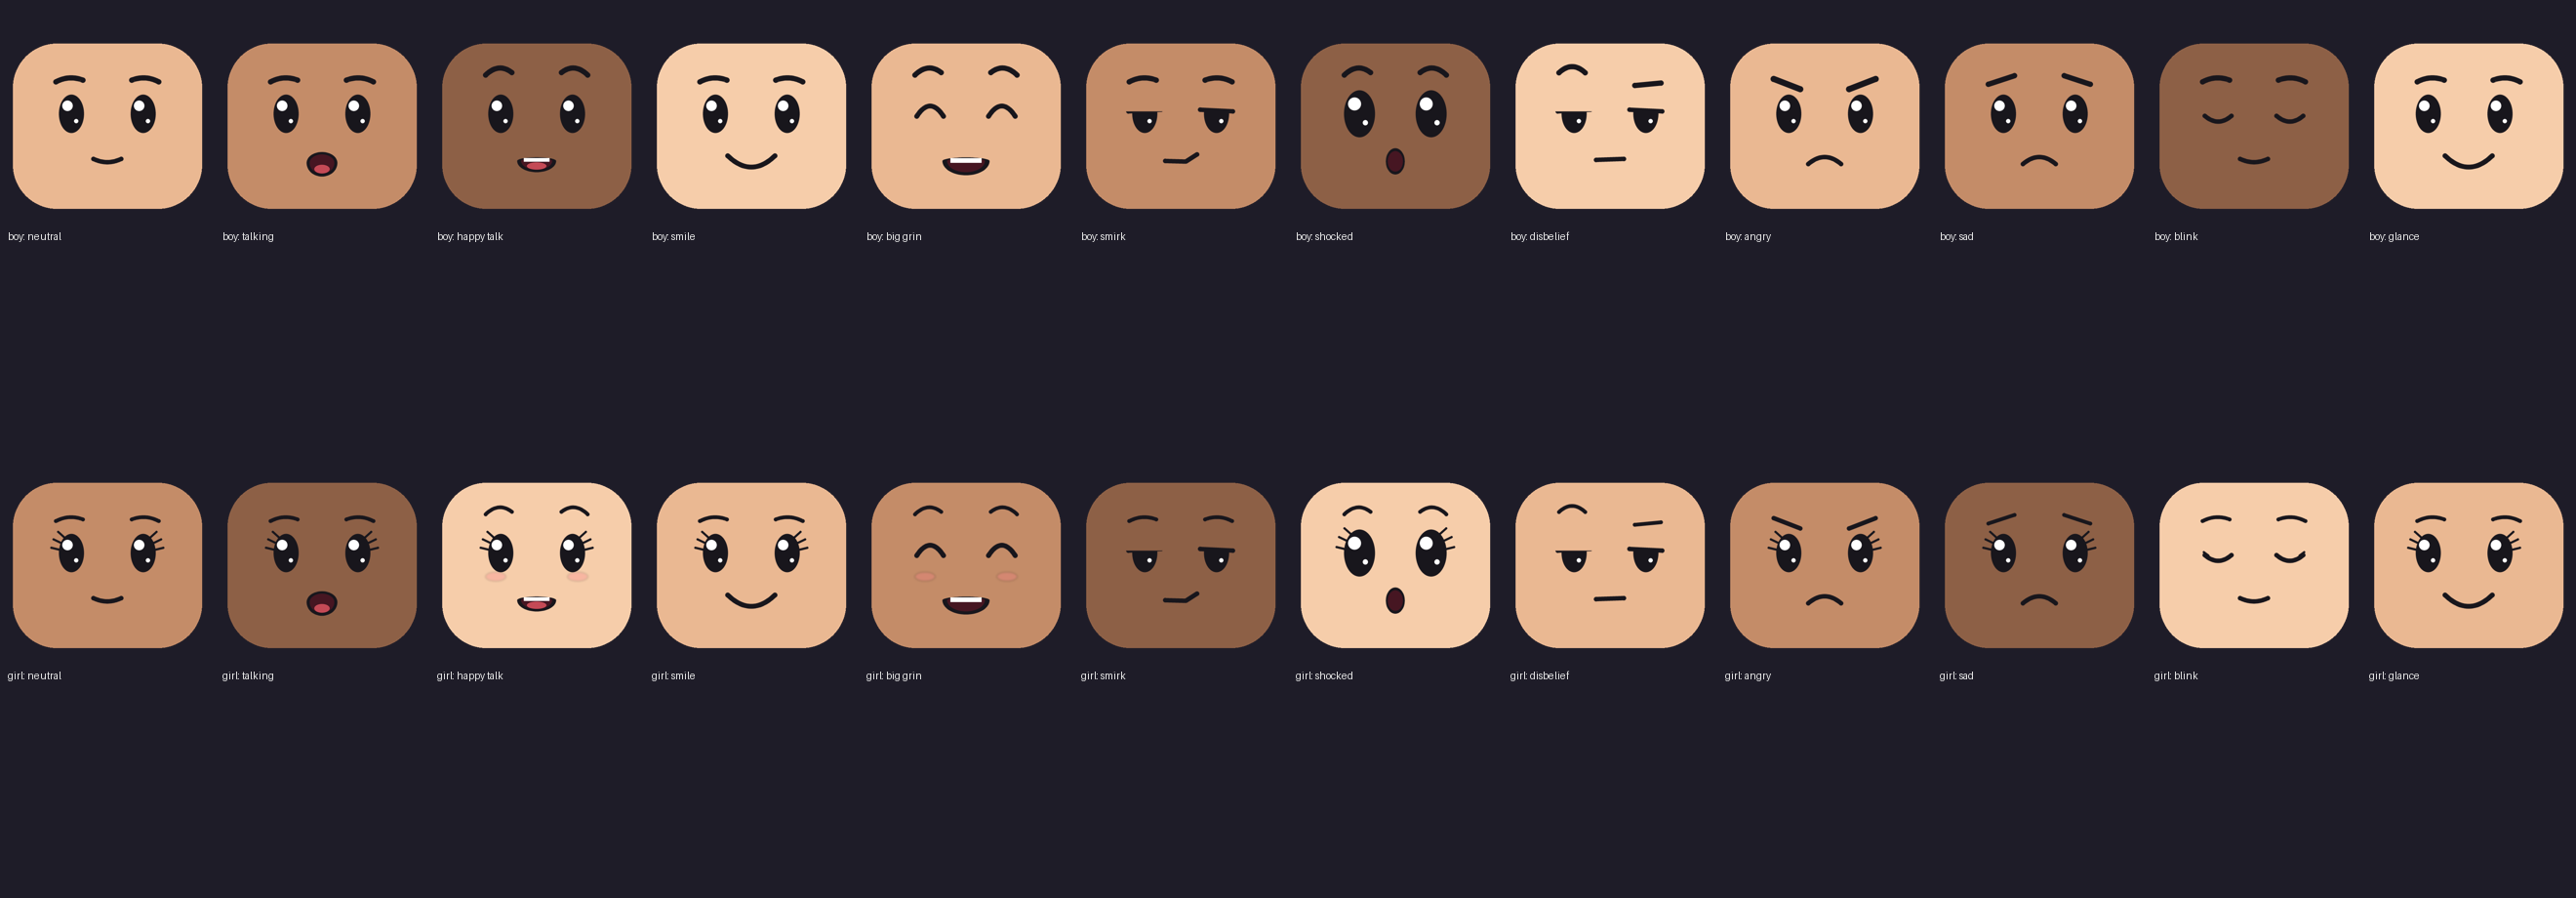 boy: neutral
boy: talking
boy: happy talk
boy: smile
boy: big grin
boy: smirk
boy: shocked
boy: disbelief
boy: angry
boy: sad
boy: blink
boy: glance
girl: neutral
girl: talking
girl: happy talk
girl: smile
girl: big grin
girl: smirk
girl: shocked
girl: disbelief
girl: angry
girl: sad
girl: blink
girl: glance